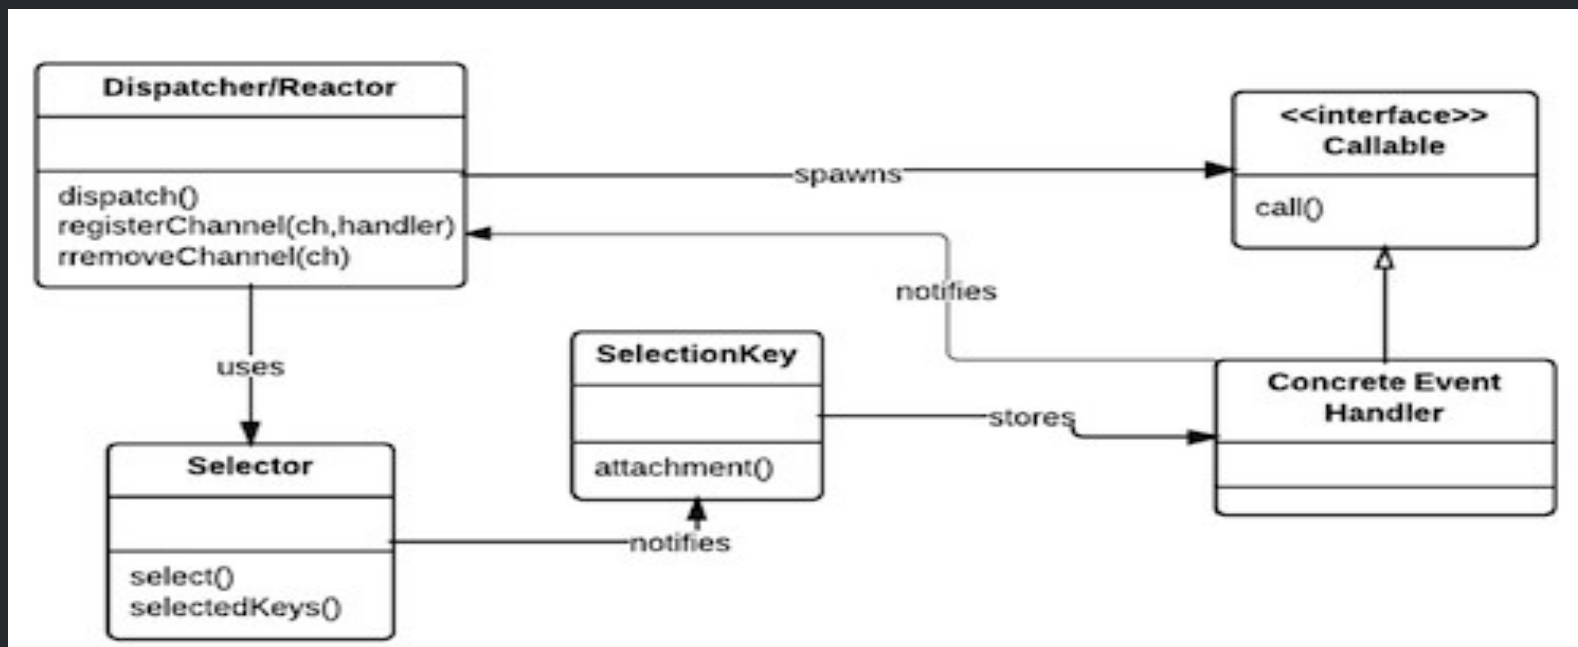 Dispatcher/Reactor
dispatch()
registerChannel(ch,handler)
rremoveChannel(ch)
spawns
<<interface>>
Callable
call()
notifies
uses
SelectionKey
attachment()
stores
Concrete Event
Handler
Selector
select()
selectedKeys()
notifies